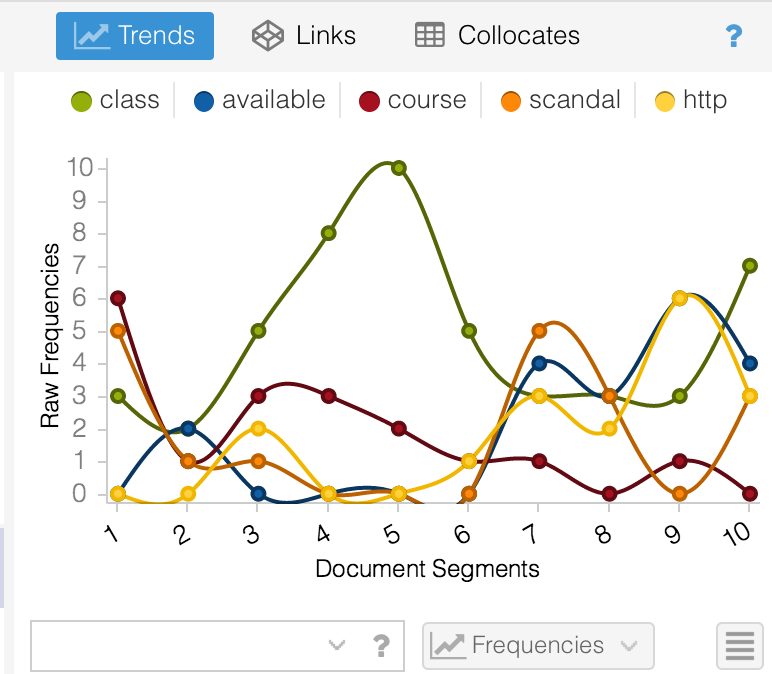 Trends Links Collocates ?
class available course scandal http
10
9
8
7
6
5
4
3
2
1
0
Raw Frequencies
1 2 3 4 5 6 7 8 9 10
Document Segments
? Frequencies